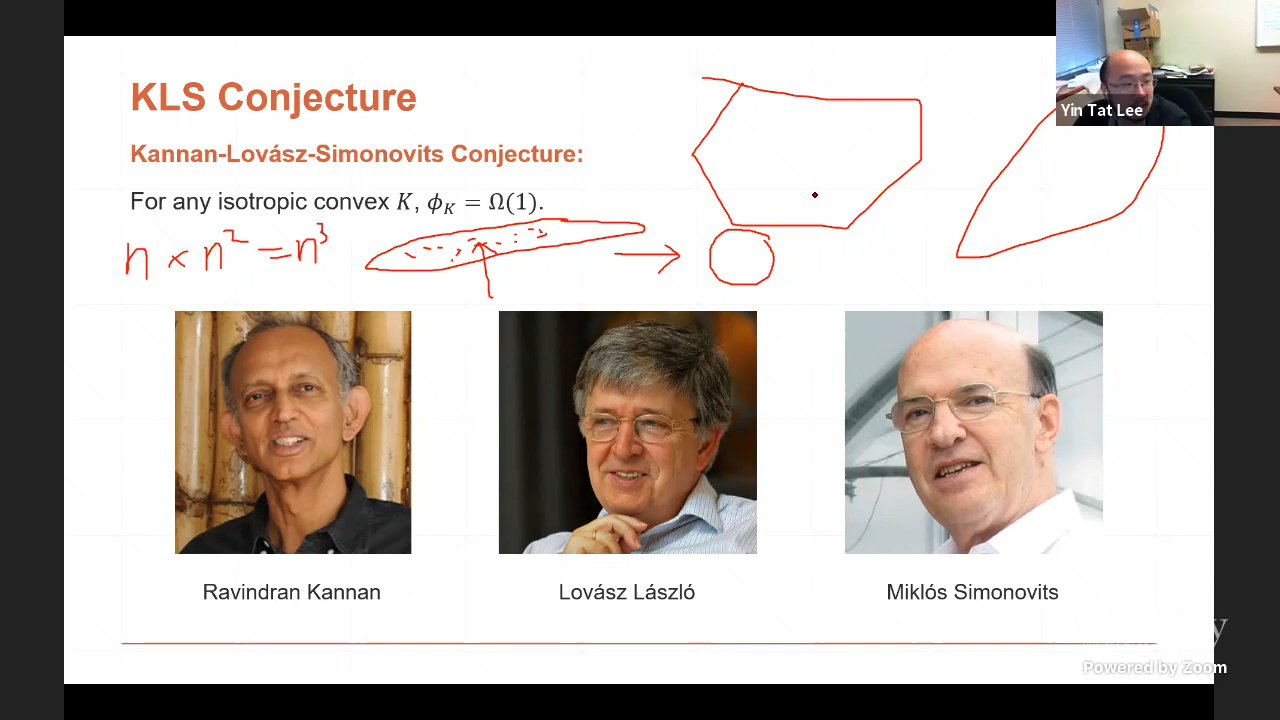 KLS Conjecture
Yin Tat Lee
Kannan-Lovász-Simonovits Conjecture:
For any isotropic convex K, ϕ_K = Ω(1).
n × n² = n³
Ravindran Kannan
Lovász László
Miklós Simonovits
Powered by Zoom